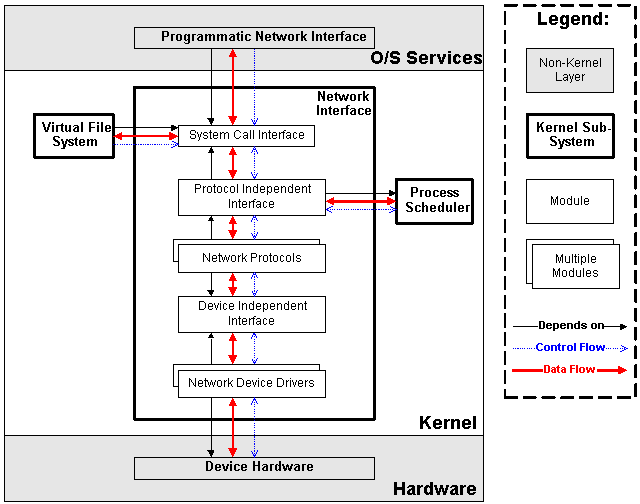 Programmatic Network Interface
O/S Services
Network
Interface
Virtual File
System
System Call Interface
Protocol Independent
Interface
Process
Scheduler
Network Protocols
Device Independent
Interface
Network Device Drivers
Kernel
Device Hardware
Hardware
Legend:
Non-Kernel
Layer
Kernel Sub-
System
Module
Multiple
Modules
Depends on
Control Flow
Data Flow